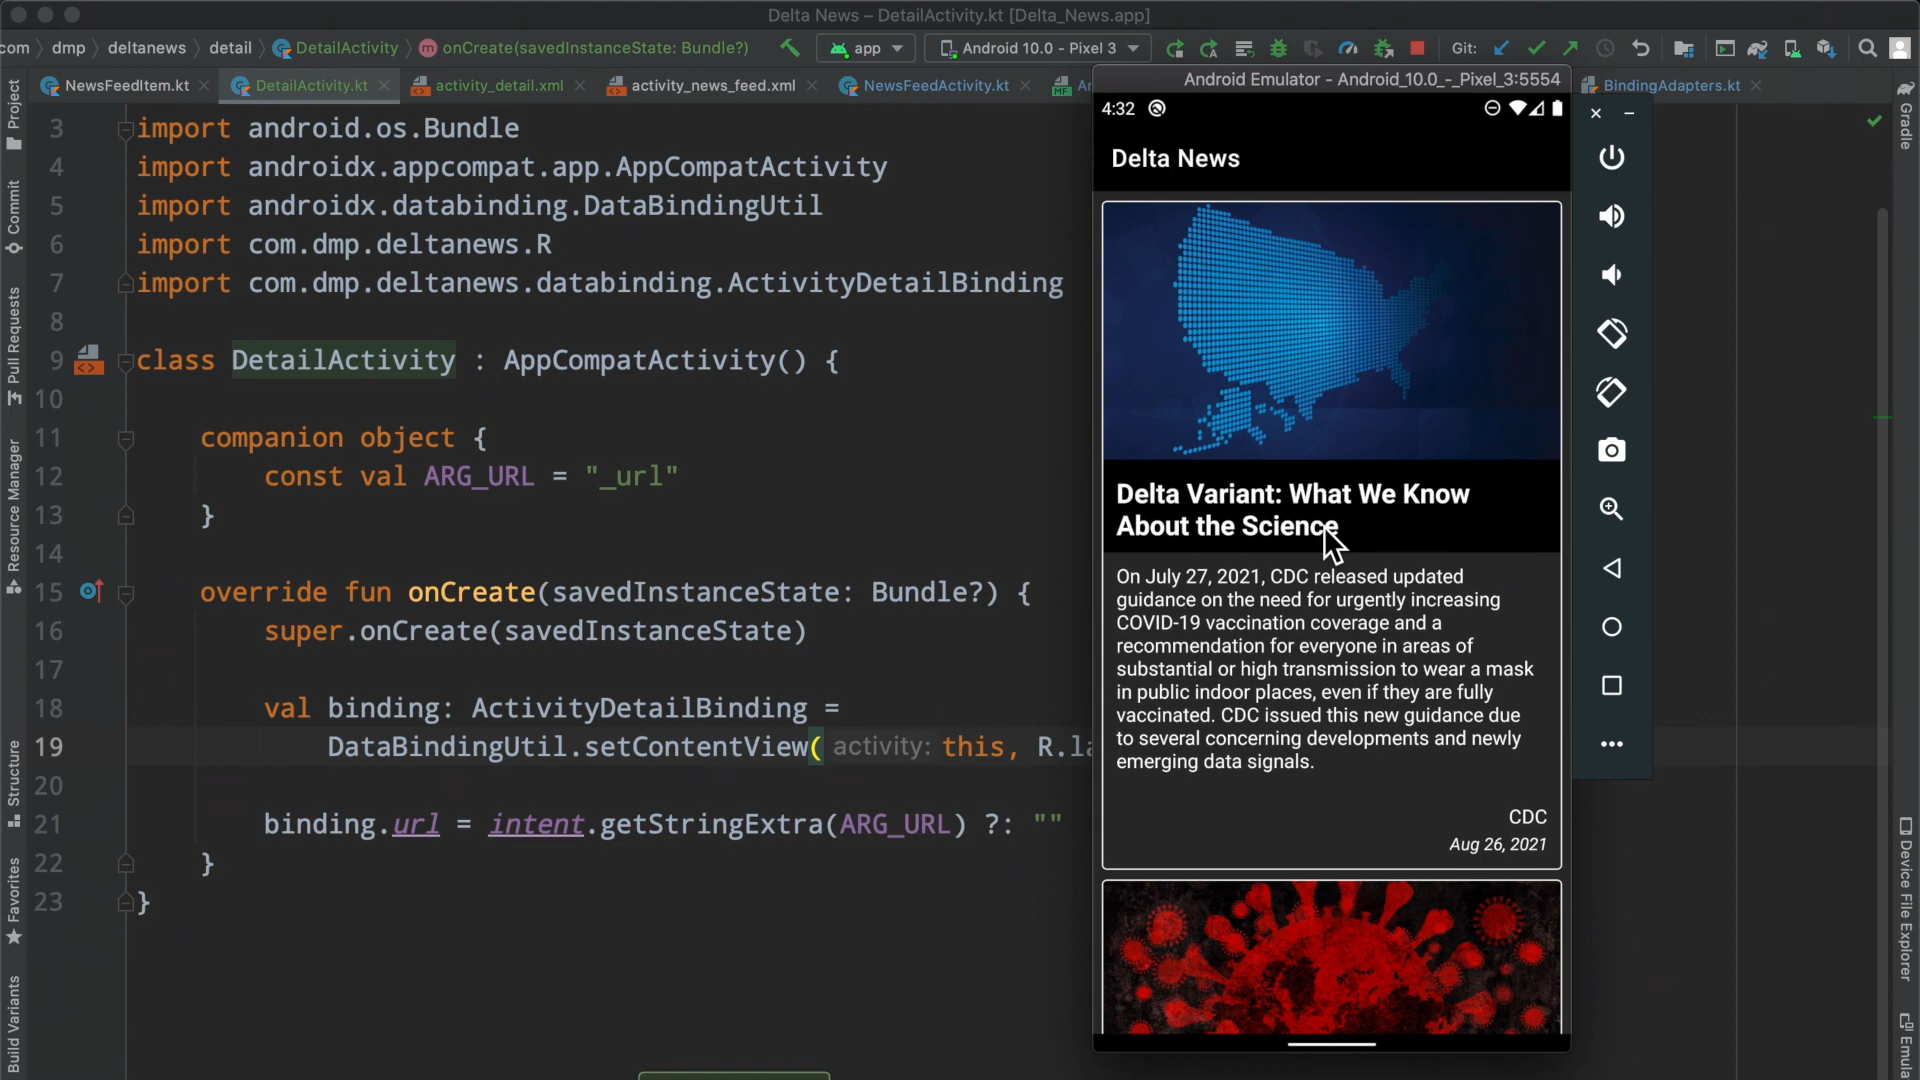 Delta News – DetailActivity.kt [Delta_News.app]
com dmp deltanews detail DetailActivity onCreate(savedInstanceState: Bundle?) app Android 10.0 - Pixel 3 Git:
NewsFeedItem.kt DetailActivity.kt activity_detail.xml activity_news_feed.xml NewsFeedActivity.kt BindingAdapters.kt
Project
Commit
Pull Requests
Resource Manager
Structure
Favorites
Build Variants
3 import android.os.Bundle
4 import androidx.appcompat.app.AppCompatActivity
5 import androidx.databinding.DataBindingUtil
6 import com.dmp.deltanews.R
7 import com.dmp.deltanews.databinding.ActivityDetailBinding
8
9 class DetailActivity : AppCompatActivity() {
10
11 companion object {
12 const val ARG_URL = "_url"
13 }
14
15 override fun onCreate(savedInstanceState: Bundle?) {
16 super.onCreate(savedInstanceState)
17
18 val binding: ActivityDetailBinding =
19 DataBindingUtil.setContentView( activity: this, R.la
20
21 binding.url = intent.getStringExtra(ARG_URL) ?: ""
22 }
23 }
Android Emulator - Android_10.0_-_Pixel_3:5554
4:32
Delta News
Delta Variant: What We Know
About the Science
On July 27, 2021, CDC released updated
guidance on the need for urgently increasing
COVID-19 vaccination coverage and a
recommendation for everyone in areas of
substantial or high transmission to wear a mask
in public indoor places, even if they are fully
vaccinated. CDC issued this new guidance due
to several concerning developments and newly
emerging data signals.
CDC
Aug 26, 2021
Gradle
Device File Explorer
Emula